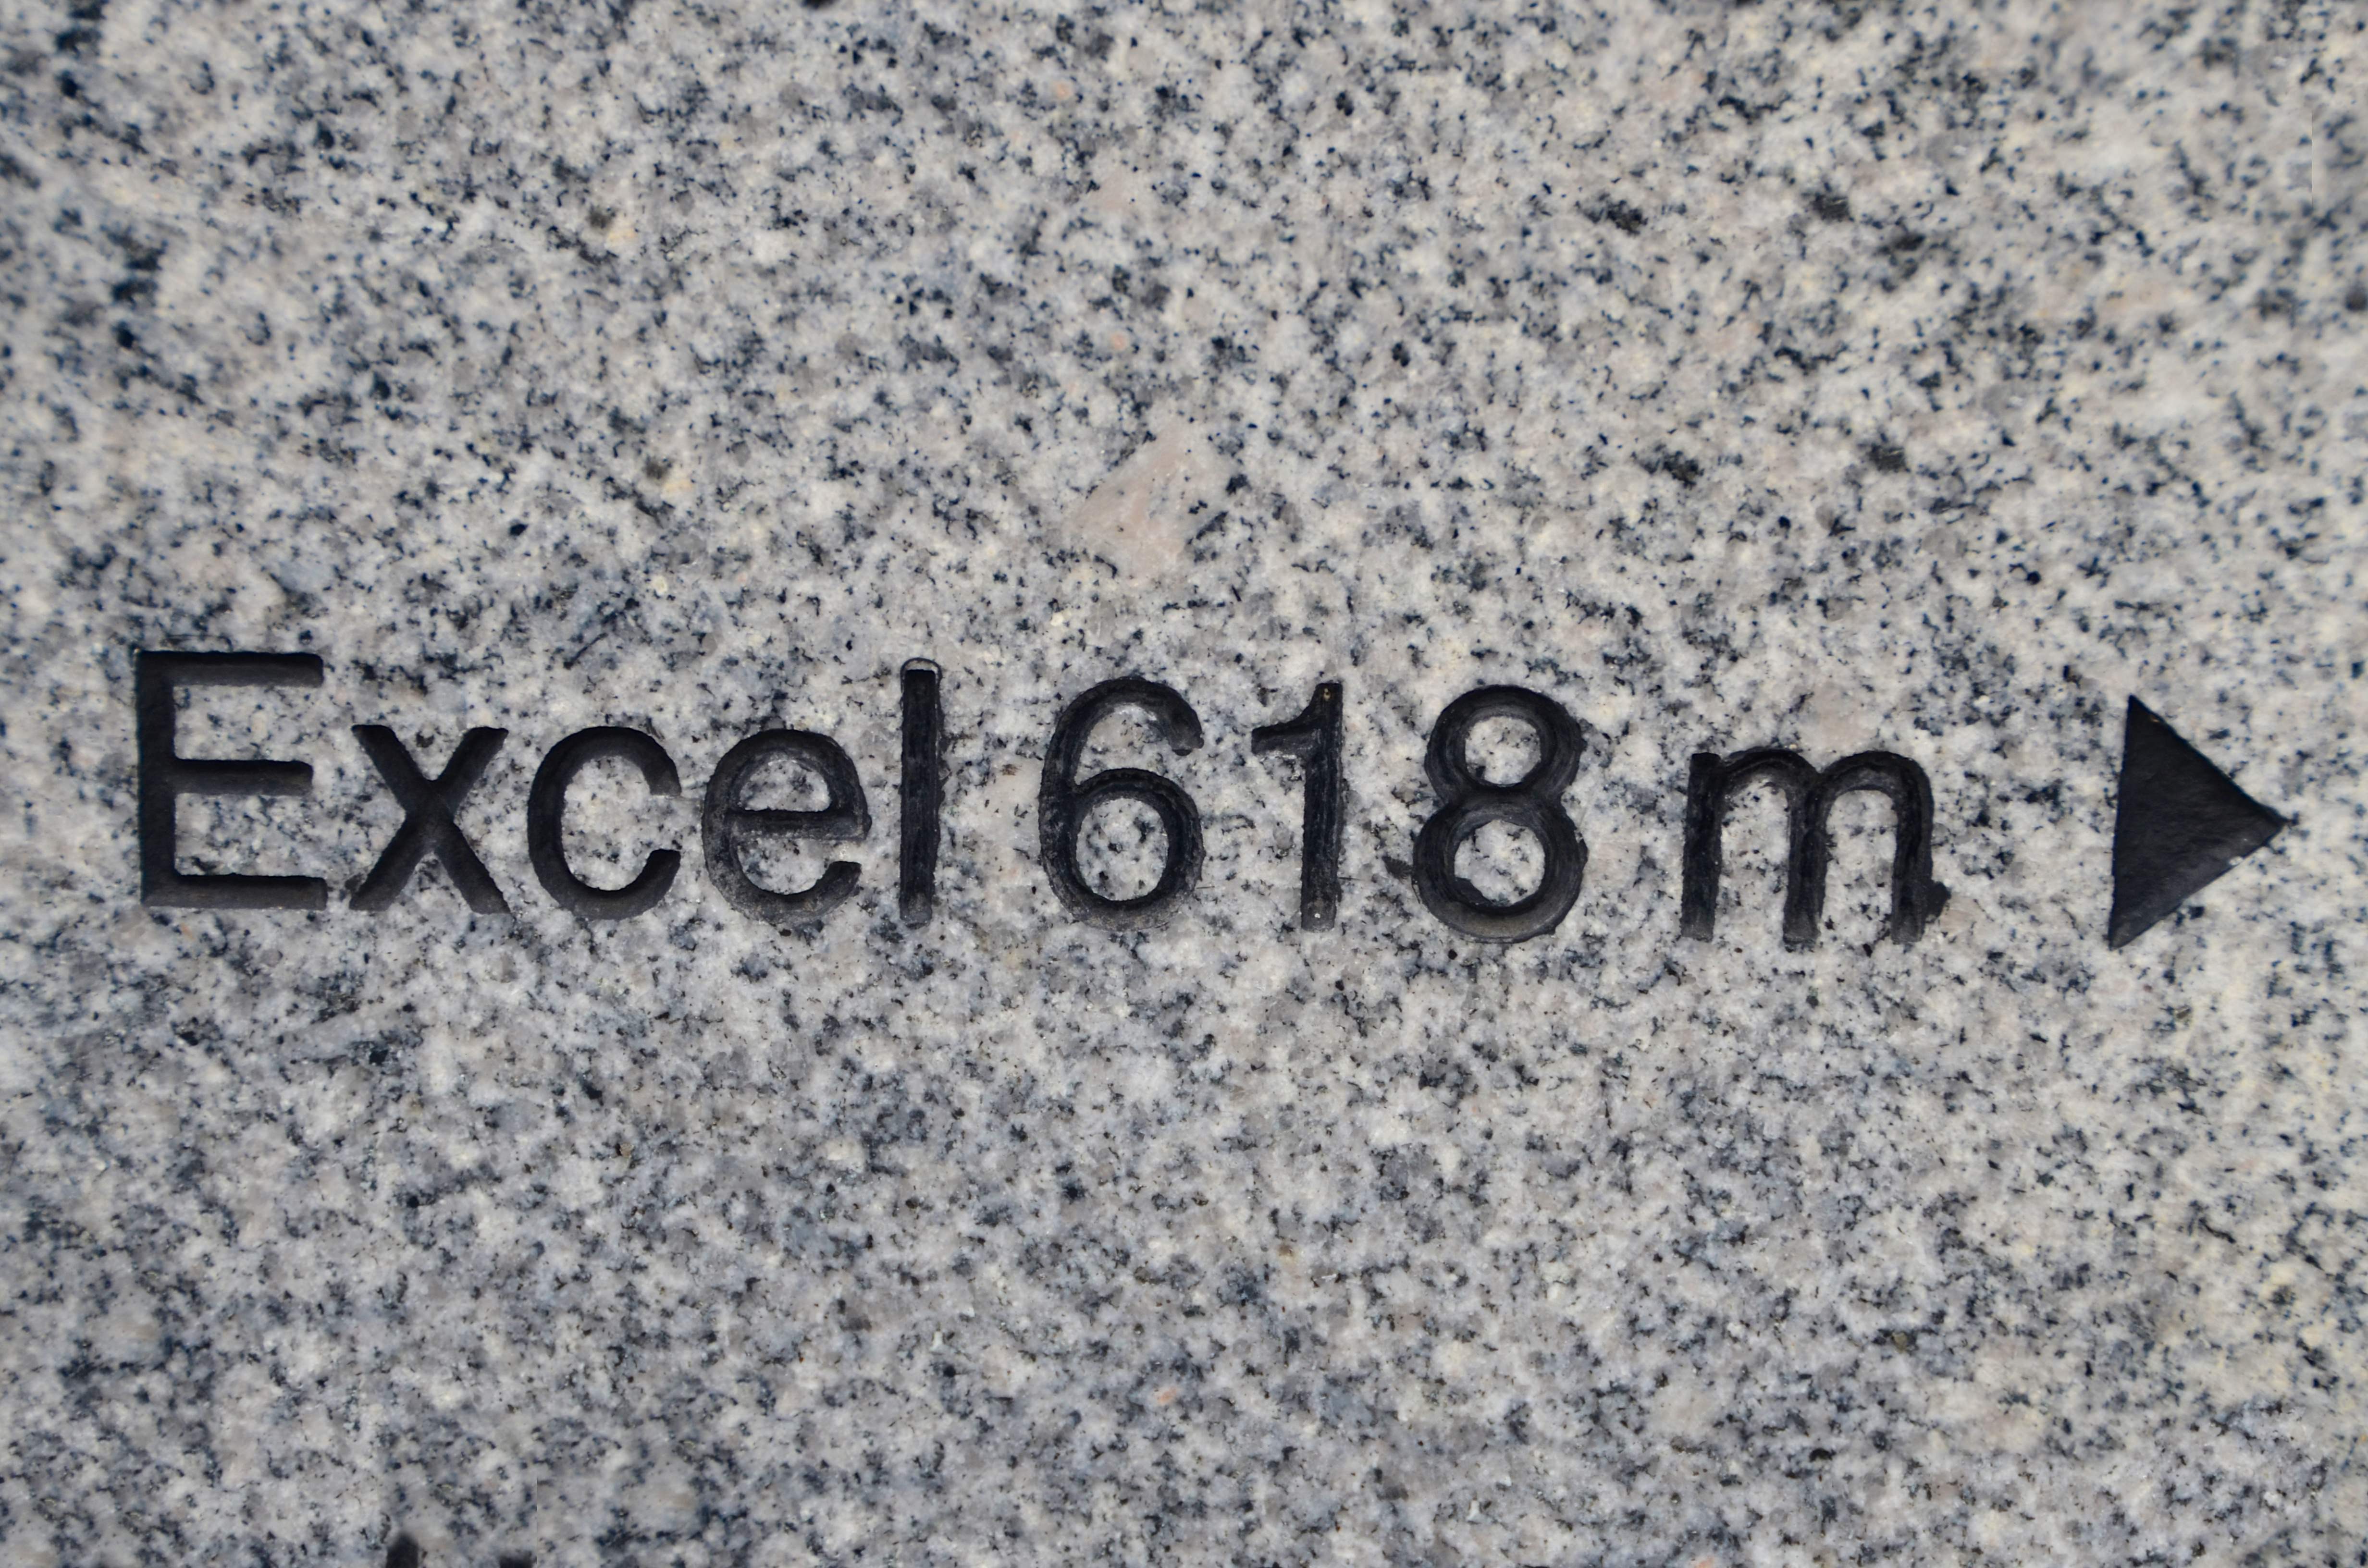 Excel 618 m ▶